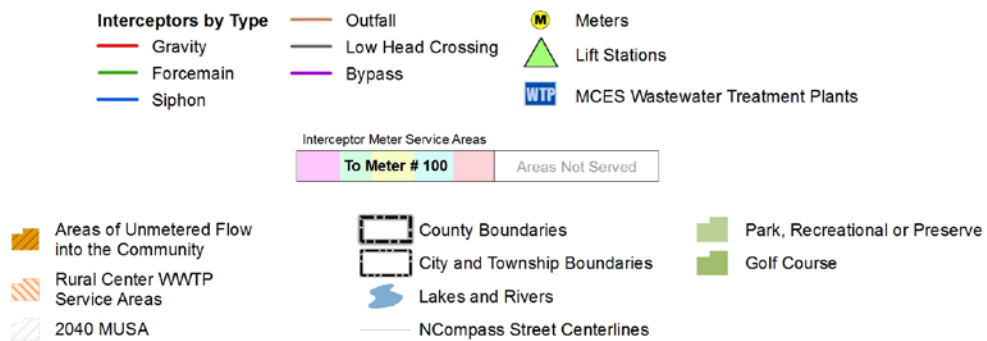 Interceptors by Type
Gravity
Forcemain
Siphon
Outfall
Low Head Crossing
Bypass
M Meters
Lift Stations
WTP MCES Wastewater Treatment Plants
Interceptor Meter Service Areas
To Meter # 100
Areas Not Served
Areas of Unmetered Flow
into the Community
Rural Center WWTP
Service Areas
2040 MUSA
County Boundaries
City and Township Boundaries
Lakes and Rivers
NCompass Street Centerlines
Park, Recreational or Preserve
Golf Course